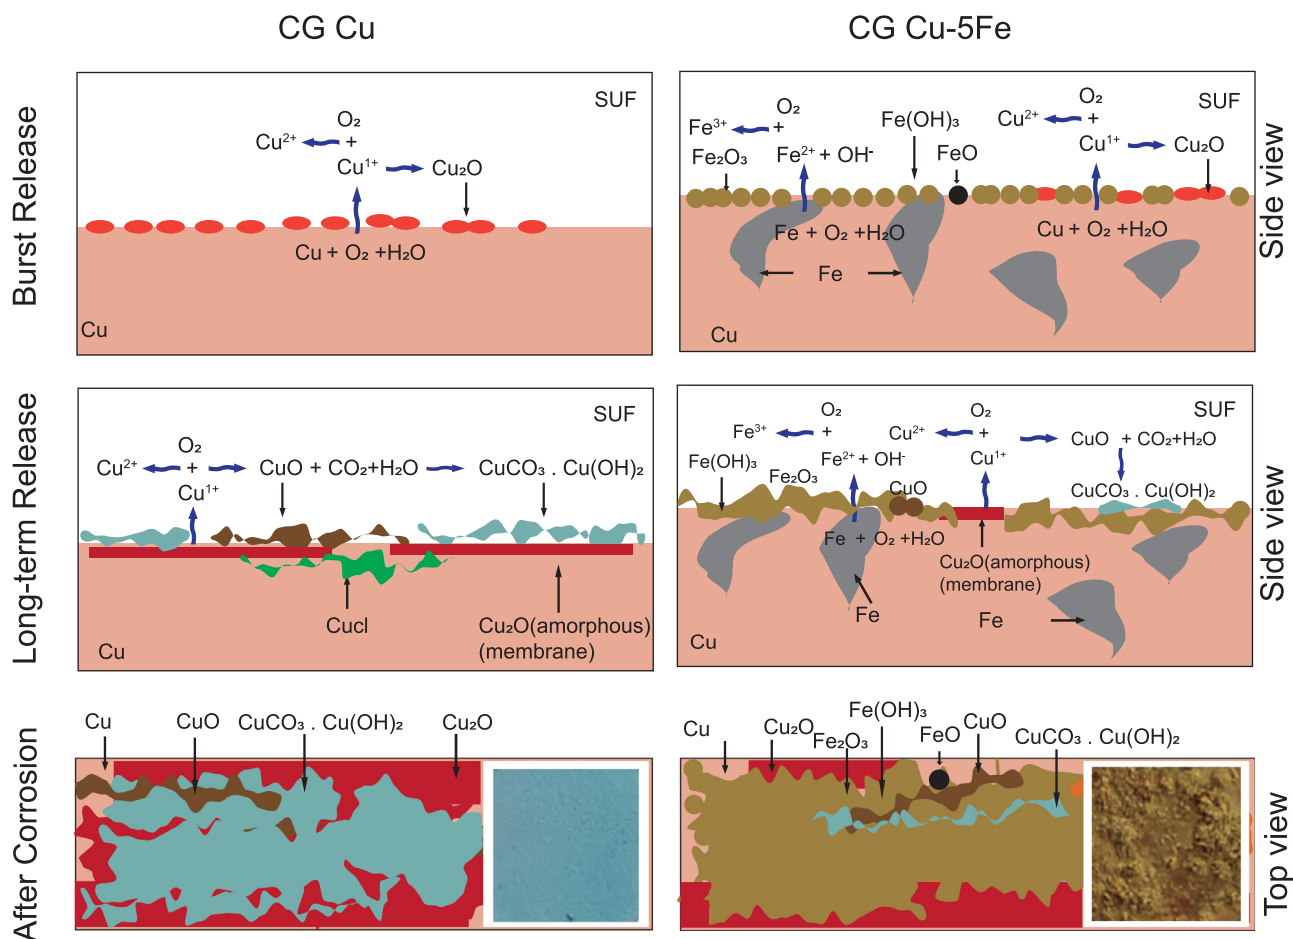 CG Cu
CG Cu-5Fe
Burst Release
SUF
O₂
Cu²⁺
+
Cu¹⁺
Cu₂O
Cu + O₂ +H₂O
Cu
Side view
SUF
O₂
Fe³⁺
+
Fe₂O₃
Fe²⁺ + OH⁻
Fe(OH)₃
FeO
O₂
Cu²⁺
+
Cu¹⁺
Cu₂O
Fe + O₂ +H₂O
Cu + O₂ +H₂O
Fe
Cu
Long-term Release
SUF
O₂
Cu²⁺
+
CuO + CO₂+H₂O
CuCO₃ . Cu(OH)₂
Cu¹⁺
Cucl
Cu₂O(amorphous)
(membrane)
Cu
Side view
SUF
O₂
Fe³⁺
+
Fe(OH)₃
Fe₂O₃
Fe²⁺+ OH⁻
O₂
Cu²⁺
+
Cu¹⁺
CuO
CuO + CO₂+H₂O
CuCO₃ . Cu(OH)₂
Fe + O₂ +H₂O
Cu₂O(amorphous)
(membrane)
Fe
Fe
Cu
After Corrosion
Cu
CuO
CuCO₃ . Cu(OH)₂
Cu₂O
Top view
Cu
Cu₂O
Fe₂O₃
Fe(OH)₃
FeO
CuO
CuCO₃ . Cu(OH)₂